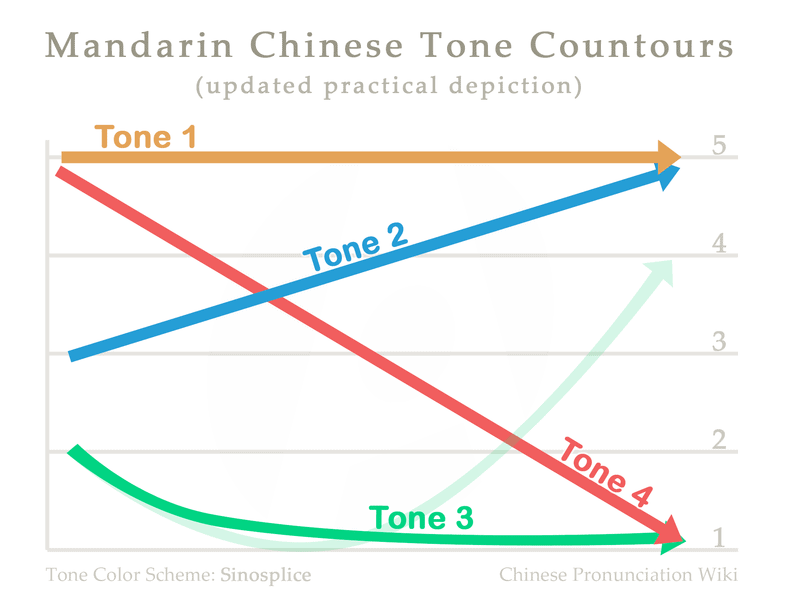 Mandarin Chinese Tone Countours
(updated practical depiction)
Tone 1
5
Tone 2
4
3
2
Tone 4
Tone 3
1
Tone Color Scheme: Sinosplice
Chinese Pronunciation Wiki